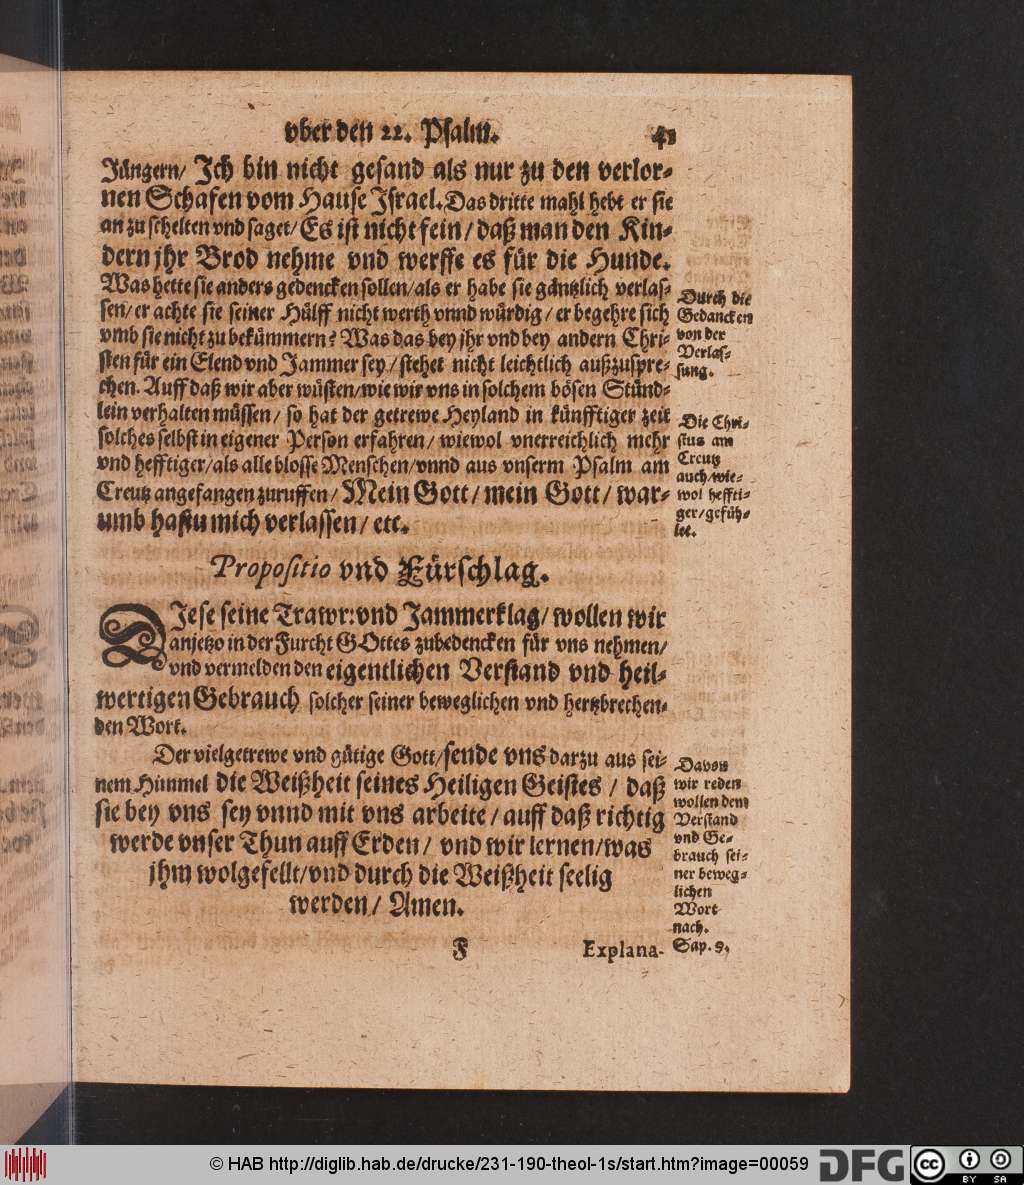 vber den 22. Psalm. 41
Jüngern/ Ich bin nicht gesand als nur zu den verlor-
nen Schafen vom Hause Israel. Das dritte mahl hebt er sie
an zu schelten vnd saget/ Es ist nicht fein/ daß man den Kin-
dern jhr Brod nehme vnd werffe es für die Hunde.
Was hette sie anders gedencken sollen/ als er habe sie gäntzlich verlas-
sen/ er achte sie seiner Hülff nicht werth vnnd würdig/ er begehre sich
vmb sie nicht zu bekümmern? Was das bey jhr vnd bey andern Chri-
sten für ein Elend vnd Jammer sey/ stehet nicht leichtlich außzuspre-
chen. Auff daß wir aber wüsten/ wie wir vns in solchem bösen Stünd-
lein verhalten müssen/ so hat der getrewe Heyland in künfftiger zeit
solches selbst in eigener Person erfahren/ wiewol vnerreichlich mehr
vnd hefftiger/ als alle blosse Menschen/ vnnd aus vnserm Psalm am
Creutz angefangen zuruffen/ Mein Gott/ mein Gott/ war-
umb hastu mich verlassen/ etc.
Durch die
Gedancken
von der
Verlas-
sung.
Die Chri-
stus am
Creutz
auch/ wie-
wol heffti-
ger/ gefüh-
let.
Propositio vnd Fürschlag.
DIese seine Trawr: vnd Jammerklag/ wollen wir
anjetzo in der Furcht GOttes zubedencken für vns nehmen/
vnd vermelden den eigentlichen Verstand vnd heil-
wertigen Gebrauch solcher seiner beweglichen vnd hertzbrechen-
den Wort.
Der vielgetrewe vnd gütige Gott/ sende vns darzu aus sei-
nem Himmel die Weißheit seines Heiligen Geistes/ daß
sie bey vns sey vnnd mit vns arbeite/ auff daß richtig
werde vnser Thun auff Erden/ vnd wir lernen/ was
jhm wolgefellt/ vnd durch die Weißheit seelig
werden/ Amen.
Davon
wir reden
wollen dem
Verstand
vnd Ge-
brauch sei-
ner beweg-
lichen
Wort
nach.
Sap. 9.
F Explana-
© HAB http://diglib.hab.de/drucke/231-190-theol-1s/start.htm?image=00059
DFG
cc BY SA